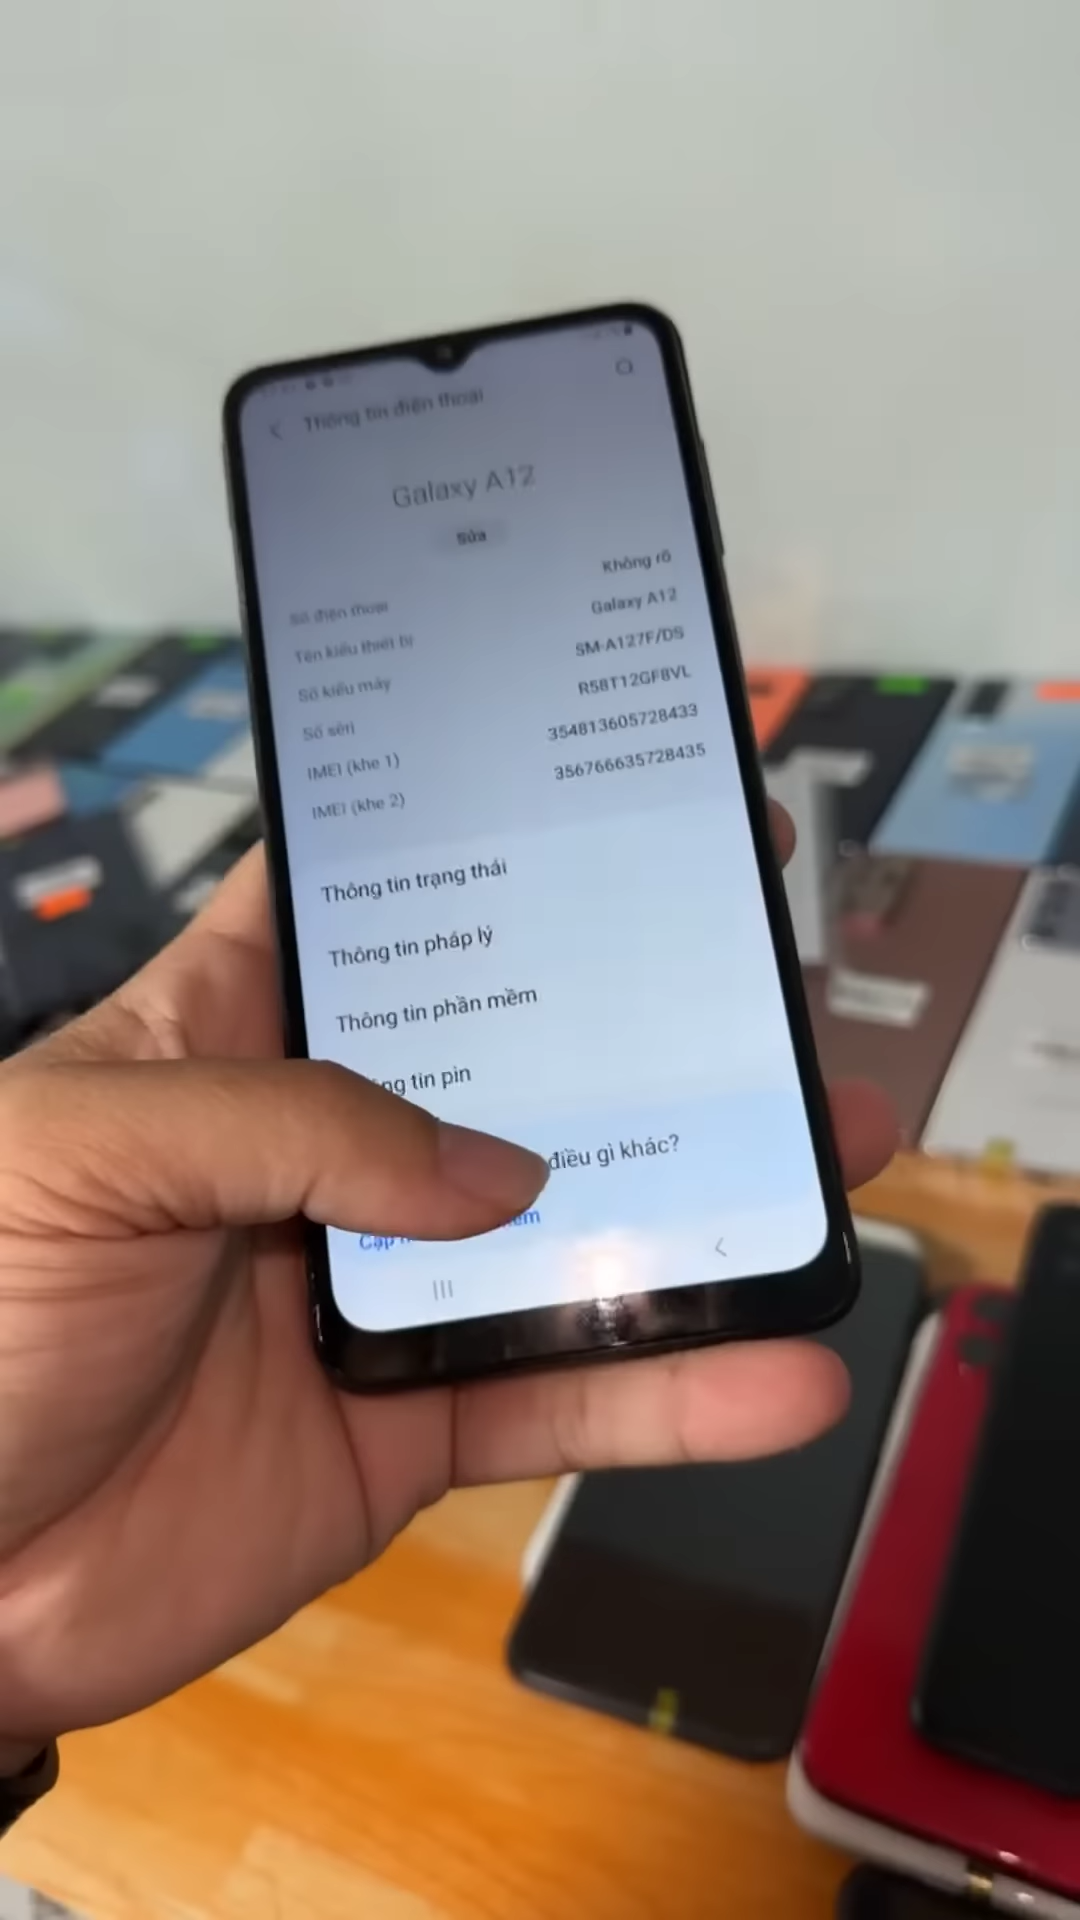 Thông tin điện thoại
Galaxy A12
Sửa
Số điện thoại Không rõ
Tên kiểu thiết bị Galaxy A12
Số kiểu máy SM-A127F/DS
Số sêri R58T12GF8VL
IMEI (khe 1) 354813605728433
IMEI (khe 2) 356766635728435
Thông tin trạng thái
Thông tin pháp lý
Thông tin phần mềm
tin pin
điều gì khác?